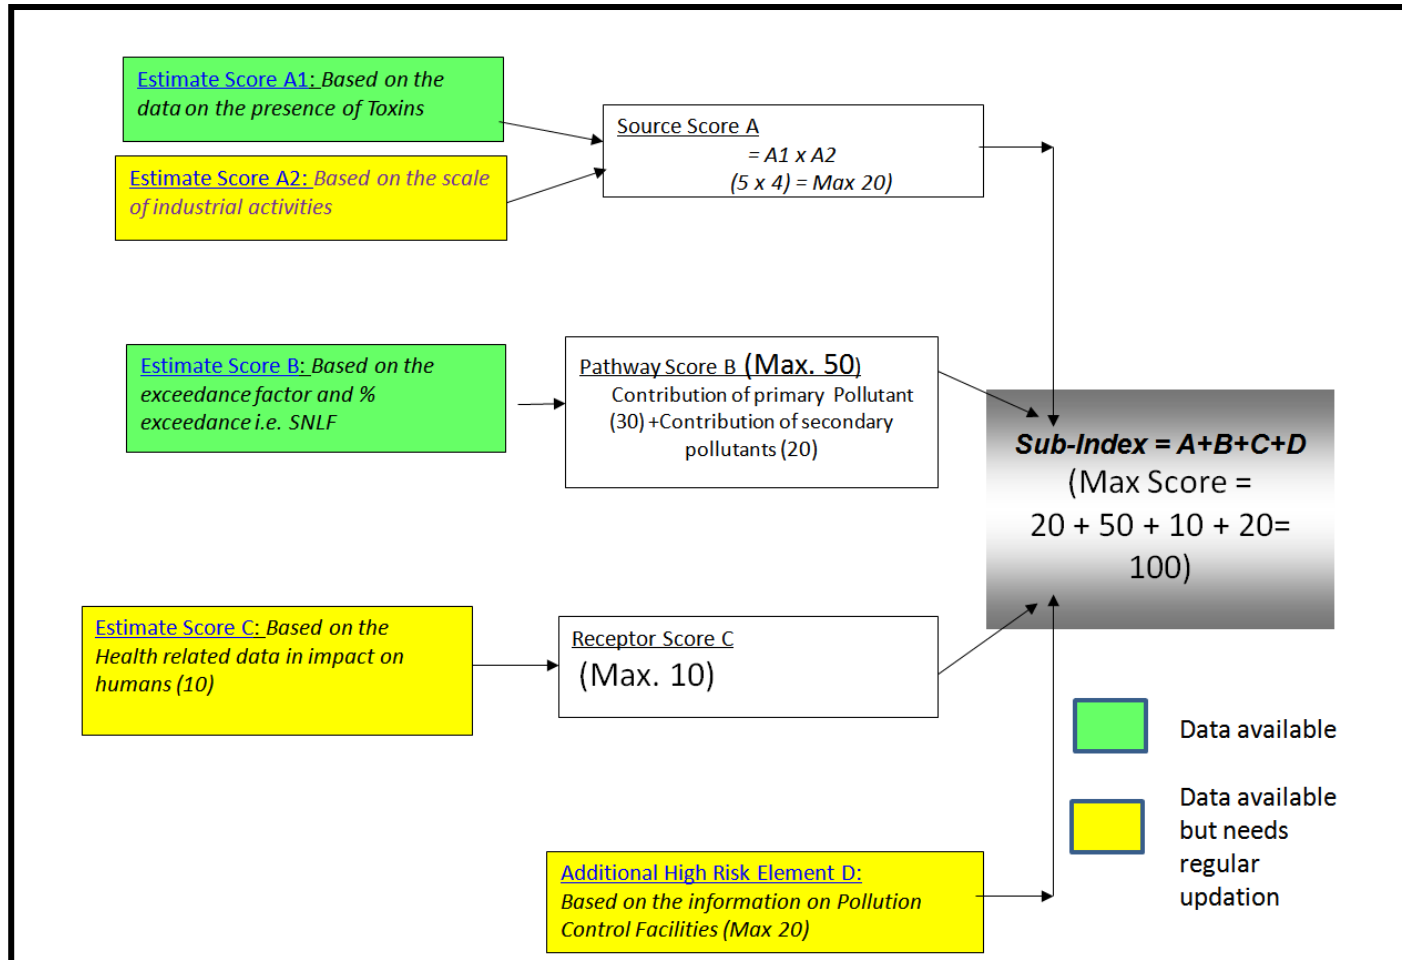 Estimate Score A1: Based on the
data on the presence of Toxins
Estimate Score A2: Based on the scale
of industrial activities
Source Score A
= A1 x A2
(5 x 4) = Max 20)
Estimate Score B: Based on the
exceedance factor and %
exceedance i.e. SNLF
Pathway Score B (Max. 50)
Contribution of primary Pollutant
(30) +Contribution of secondary
pollutants (20)
Sub-Index = A+B+C+D
(Max Score =
20 + 50 + 10 + 20=
100)
Estimate Score C: Based on the
Health related data in impact on
humans (10)
Receptor Score C
(Max. 10)
Additional High Risk Element D:
Based on the information on Pollution
Control Facilities (Max 20)
Data available
Data available
but needs
regular
updation